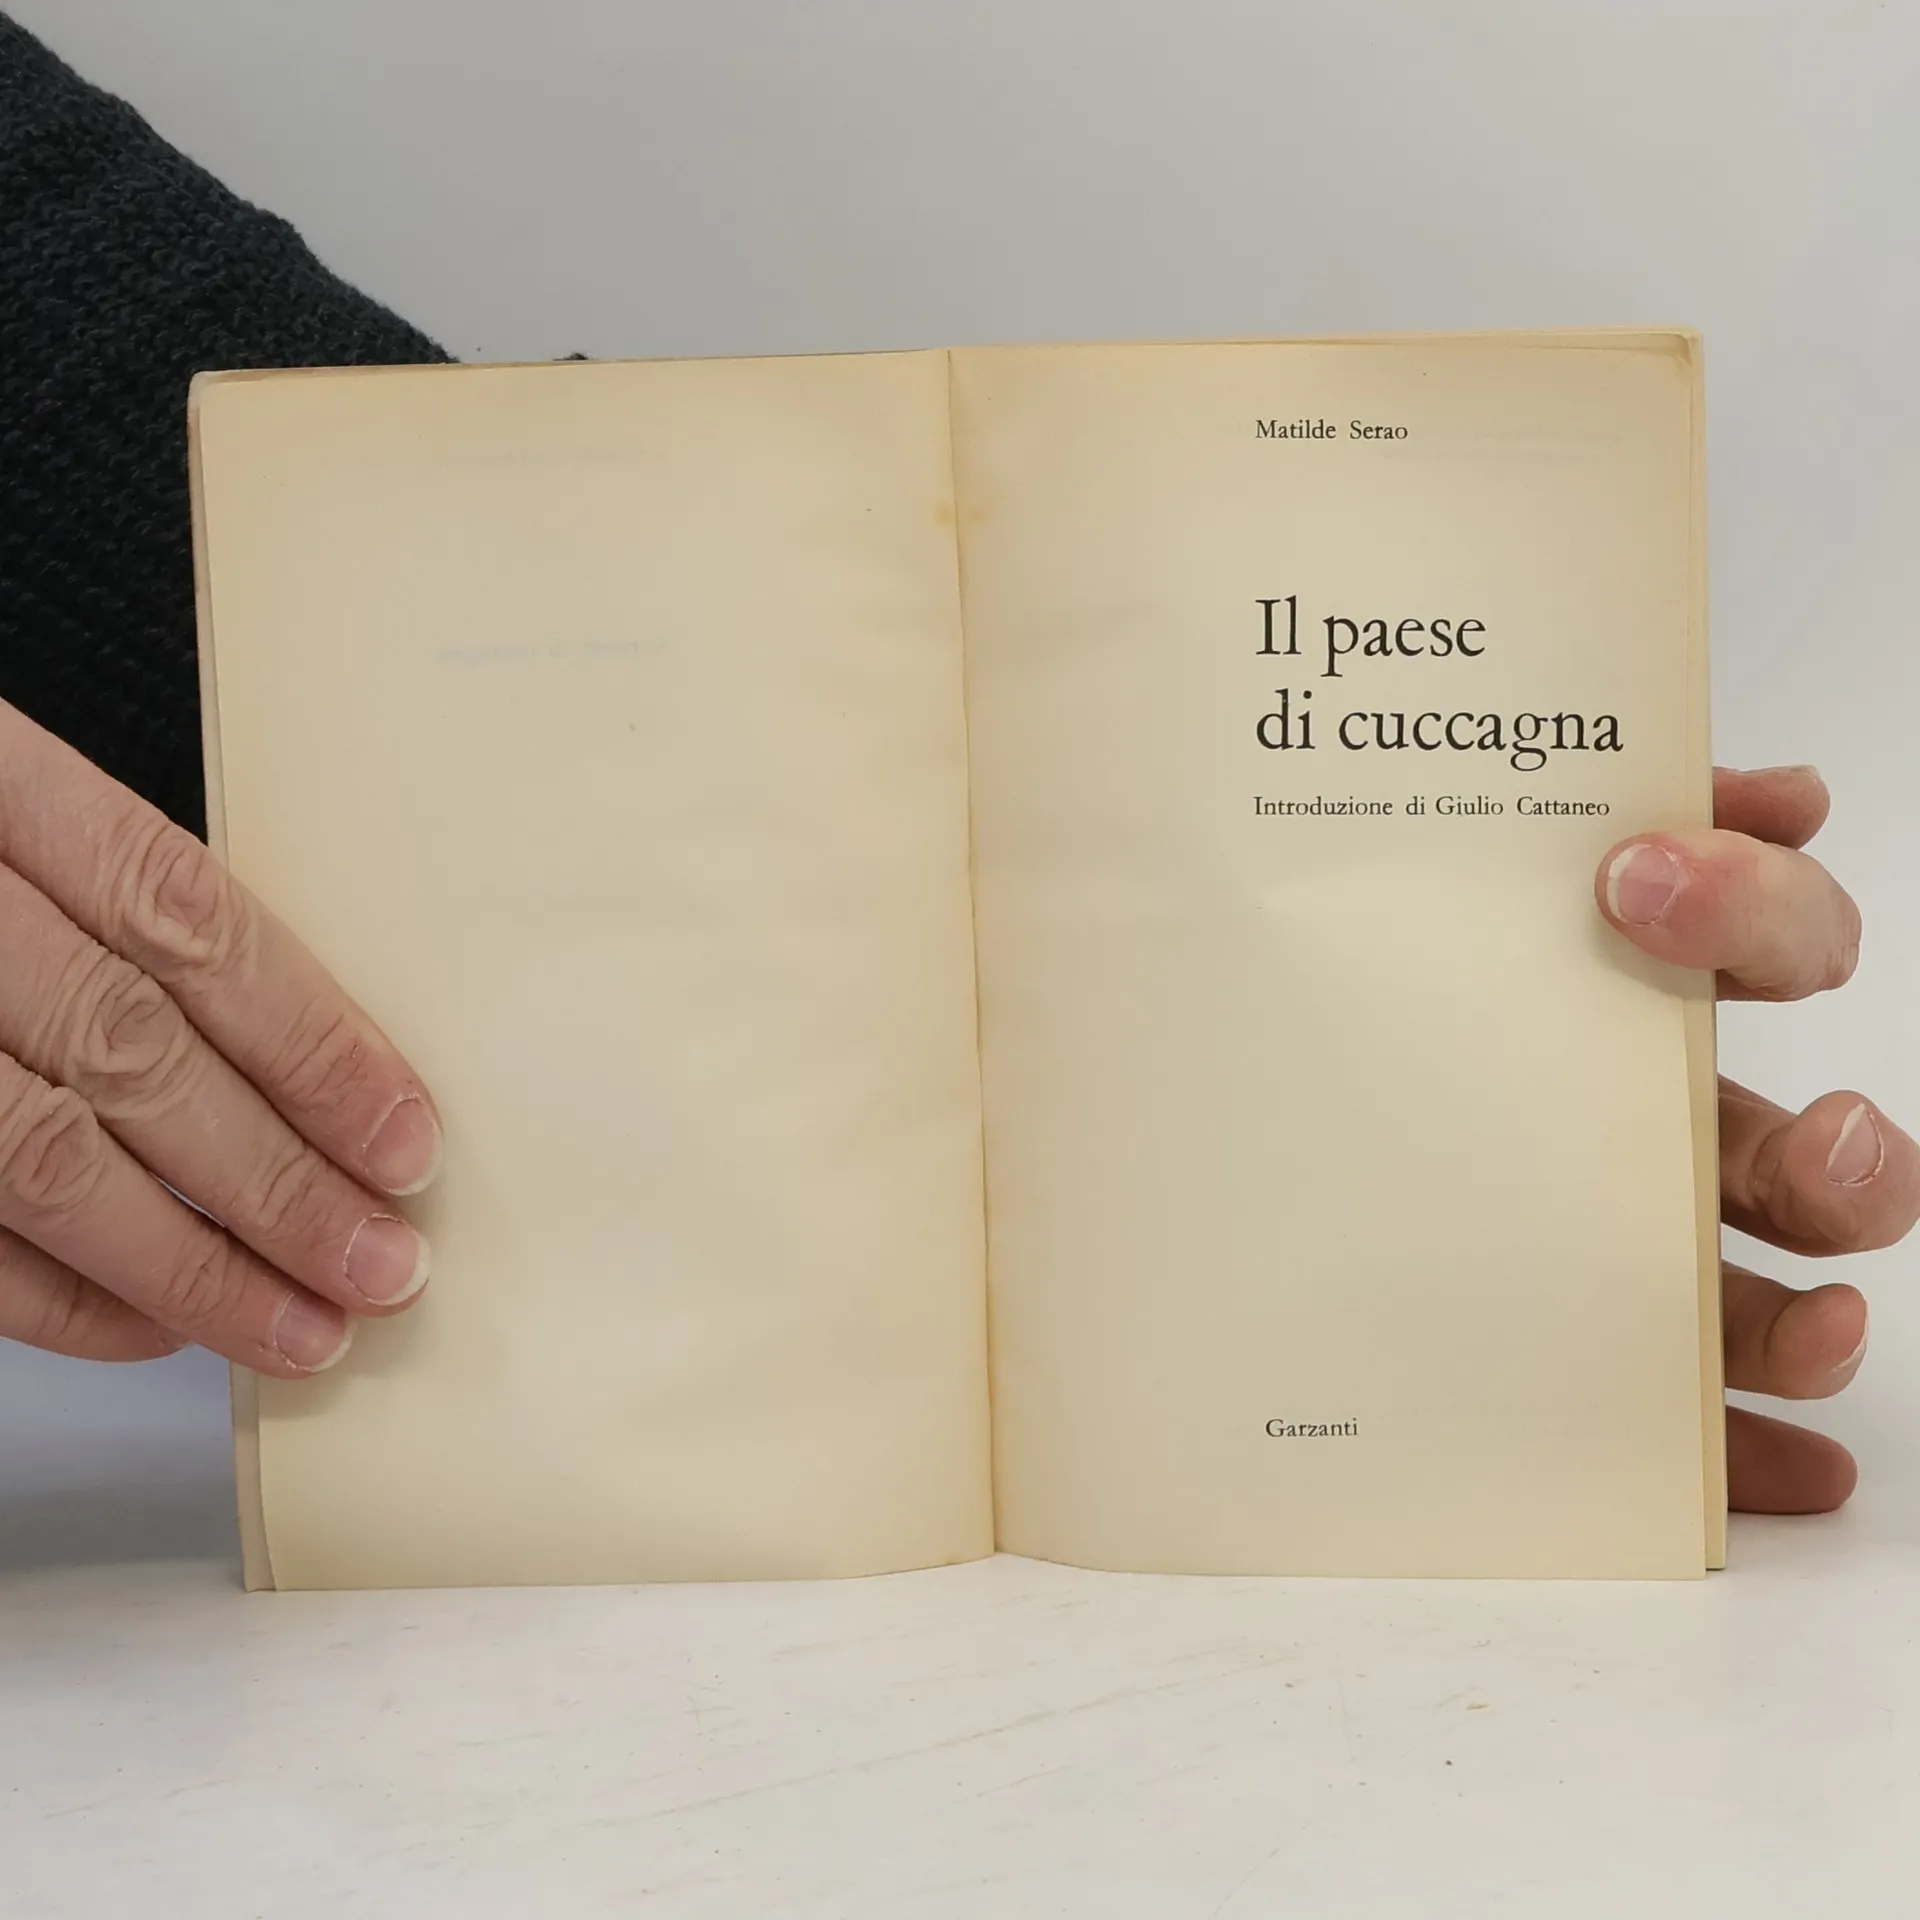 Matilde Serao
Il paese
di cuccagna
Introduzione di Giulio Cattaneo
Garzanti